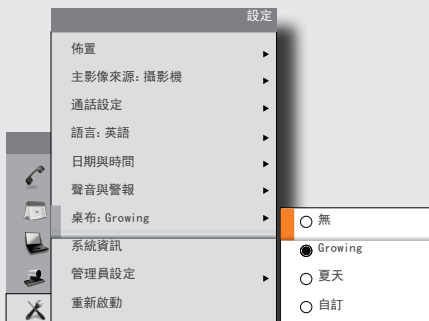 設定
佈置
主影像來源: 攝影機
通話設定
語言: 英語
日期與時間
聲音與警報
桌布: Growing
系統資訊
管理員設定
重新啟動
無
Growing
夏天
自訂